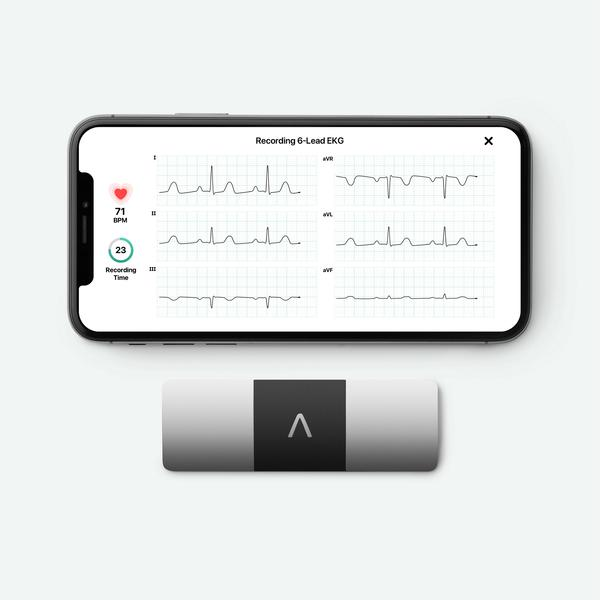 Recording 6-Lead EKG
I
aVR
71
BPM
II
aVL
23
Recording
Time
III
aVF